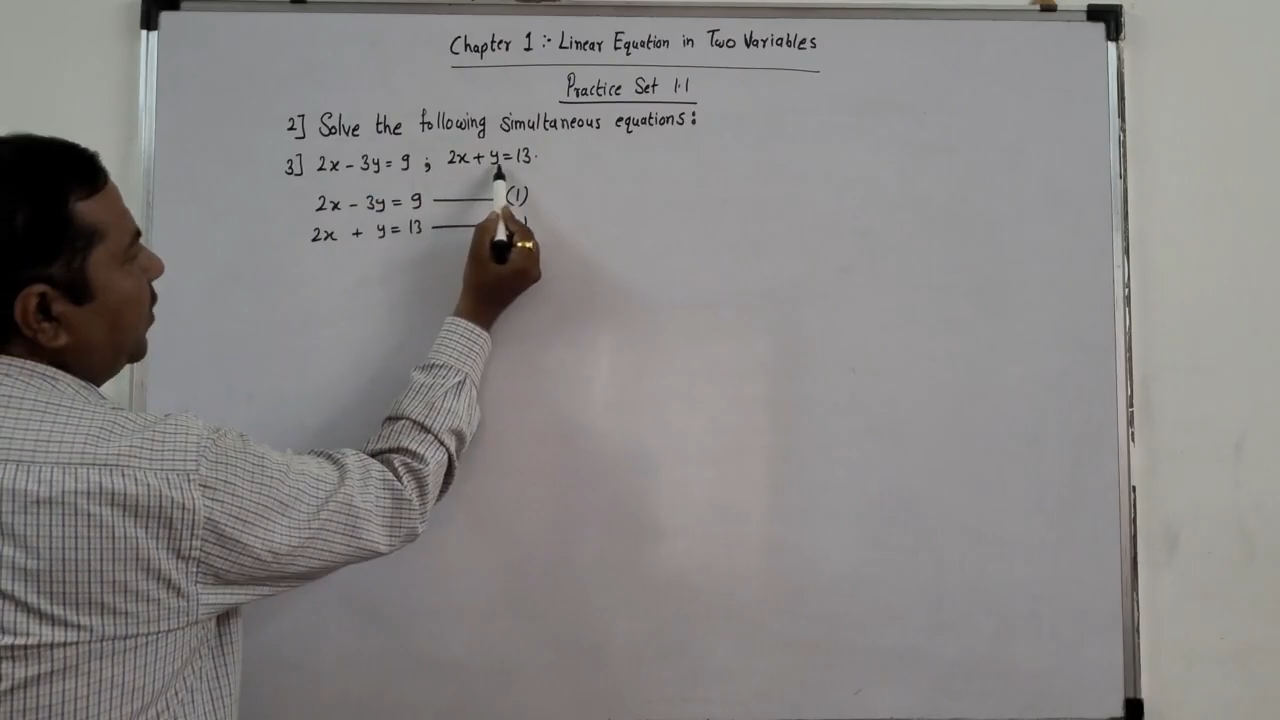 Chapter 1 :- Linear Equation in Two Variables
Practice Set 1.1
2] Solve the following simultaneous equations:
3] 2x - 3y = 9 ; 2x + y = 13.
2x - 3y = 9 ——— (1)
2x + y = 13 ———